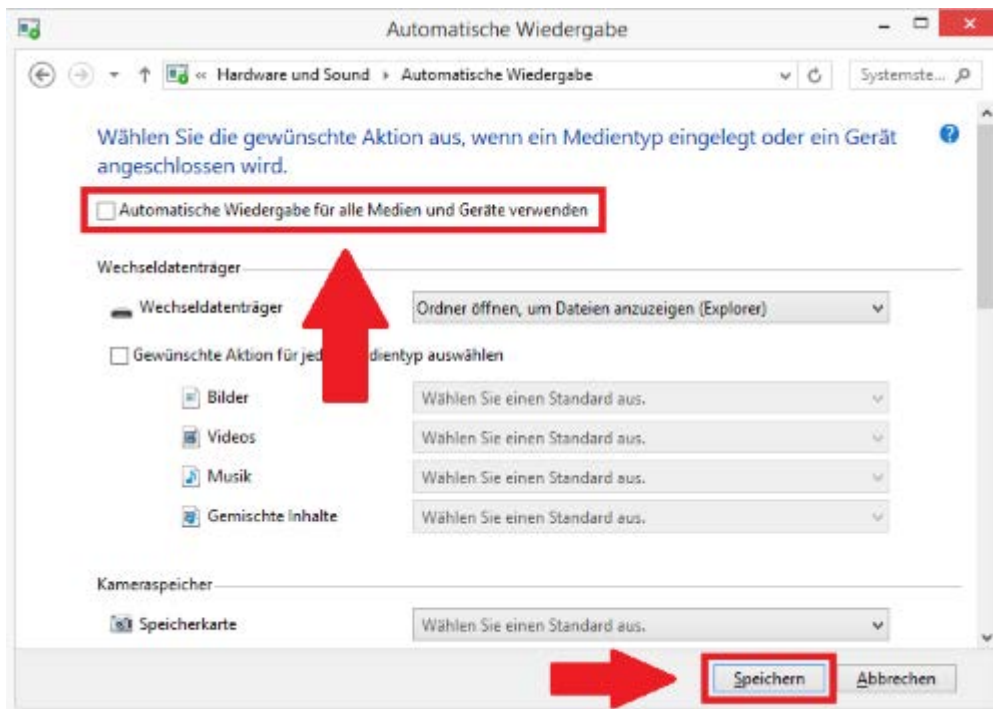 Automatische Wiedergabe
« Hardware und Sound Automatische Wiedergabe
Systemste...
Wählen Sie die gewünschte Aktion aus, wenn ein Medientyp eingelegt oder ein Gerät
angeschlossen wird.
Automatische Wiedergabe für alle Medien und Geräte verwenden
Wechseldatenträger
Wechseldatenträger
Ordner öffnen, um Dateien anzuzeigen (Explorer)
Gewünschte Aktion für jed dientyp auswählen
Bilder
Wählen Sie einen Standard aus.
Videos
Wählen Sie einen Standard aus.
Musik
Wählen Sie einen Standard aus.
Gemischte Inhalte
Wählen Sie einen Standard aus.
Kameraspeicher
Speicherkarte
Wählen Sie einen Standard aus.
Speichern
Abbrechen